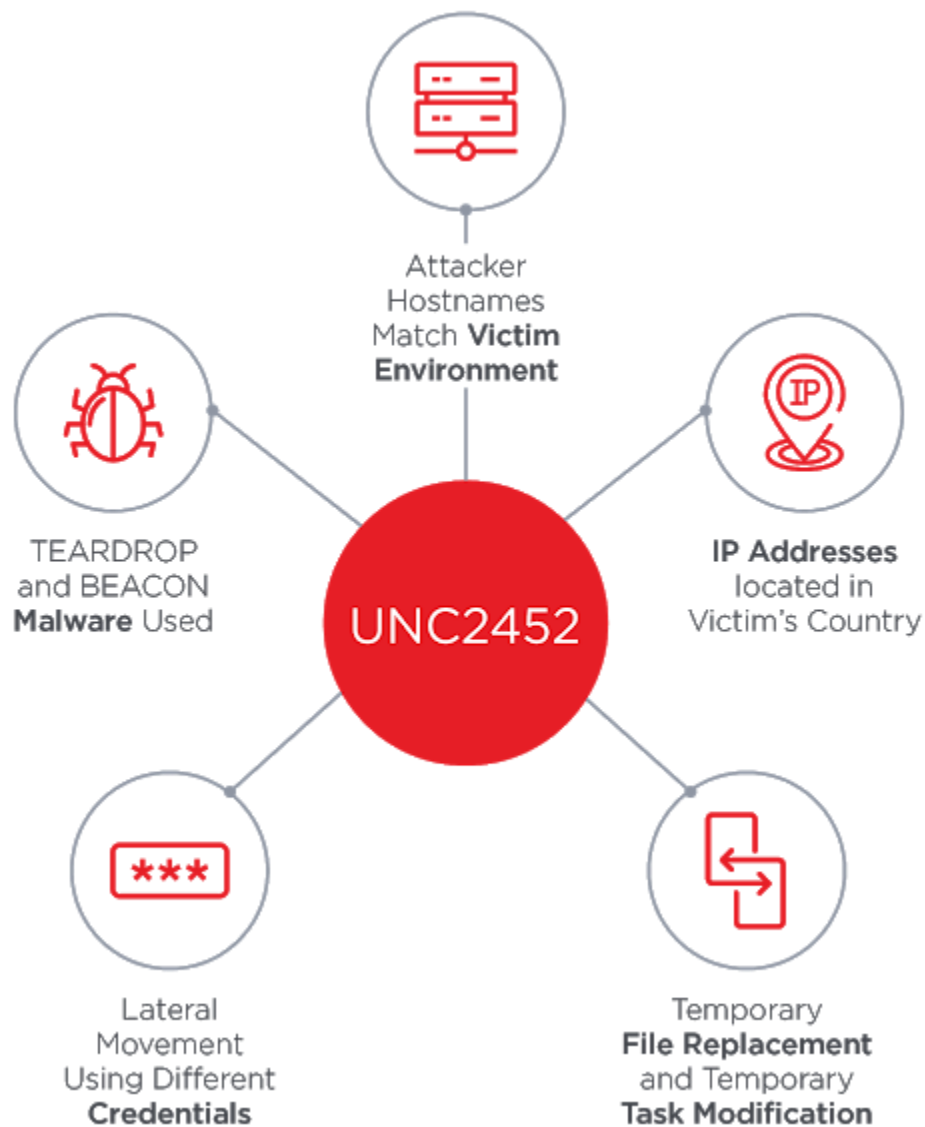 Attacker
Hostnames
Match Victim
Environment
TEARDROP
and BEACON
Malware Used
IP
IP Addresses
located in
Victim's Country
UNC2452
***
Lateral
Movement
Using Different
Credentials
Temporary
File Replacement
and Temporary
Task Modification